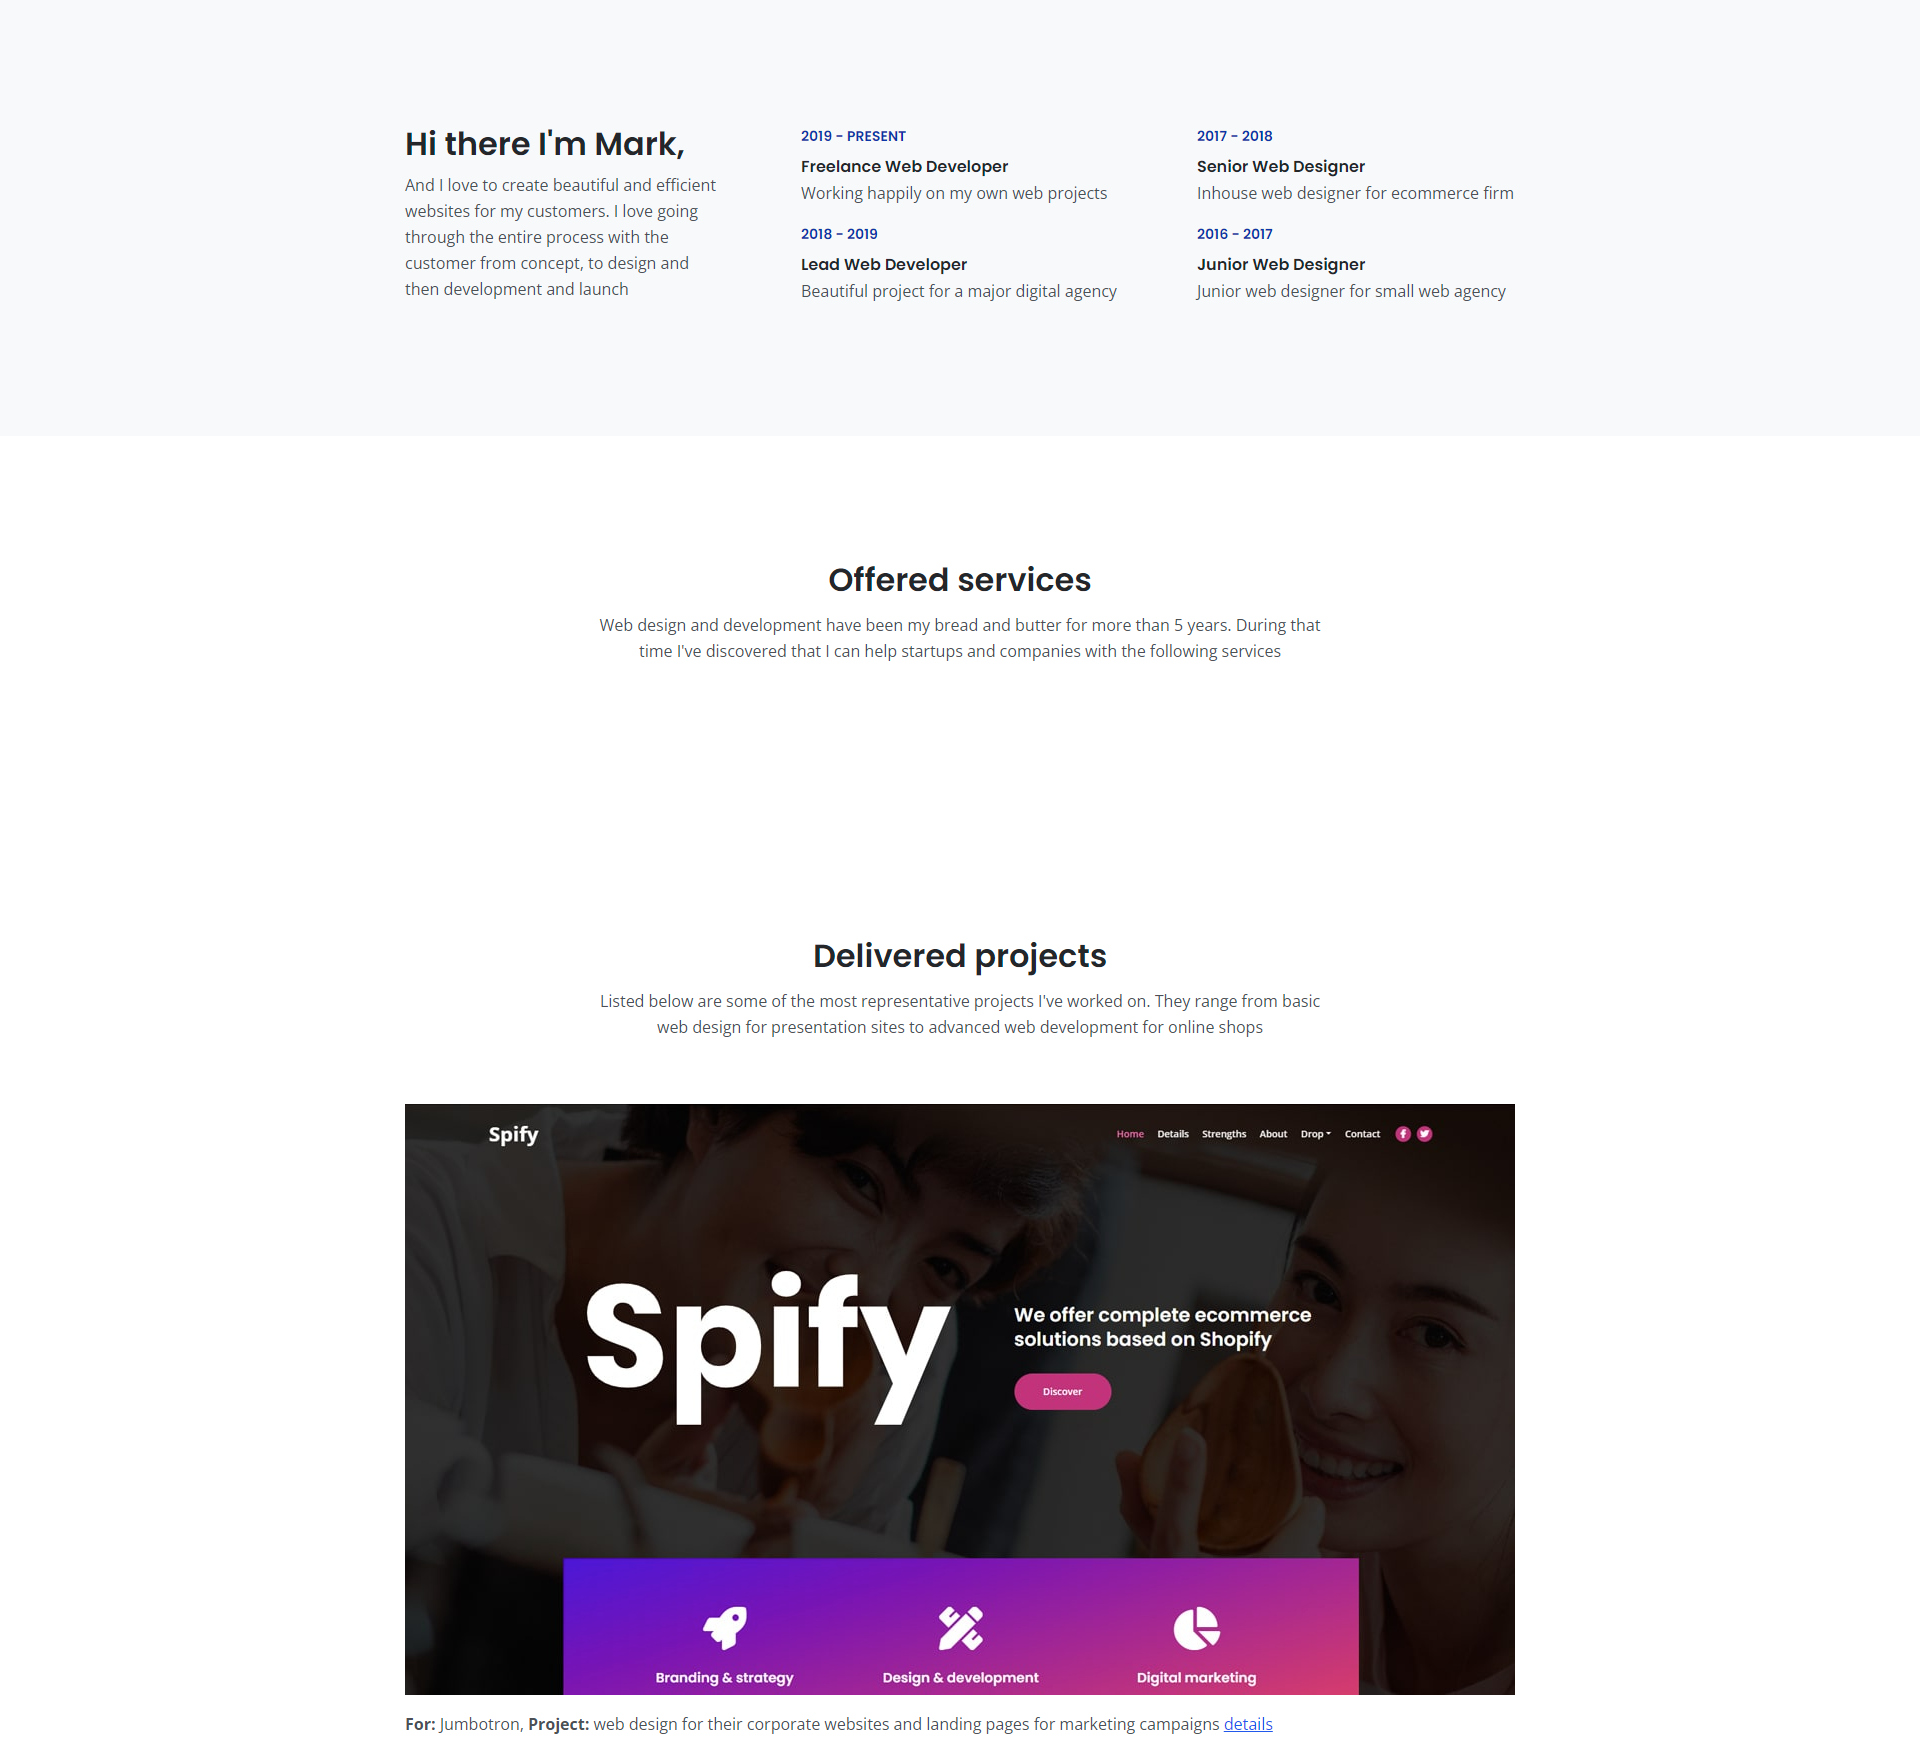 Hi there I'm Mark,
And I love to create beautiful and efficient
websites for my customers. I love going
through the entire process with the
customer from concept, to design and
then development and launch
2019 - PRESENT
Freelance Web Developer
Working happily on my own web projects
2018 - 2019
Lead Web Developer
Beautiful project for a major digital agency
2017 - 2018
Senior Web Designer
Inhouse web designer for ecommerce firm
2016 - 2017
Junior Web Designer
Junior web designer for small web agency
Offered services
Web design and development have been my bread and butter for more than 5 years. During that
time I've discovered that I can help startups and companies with the following services
Delivered projects
Listed below are some of the most representative projects I've worked on. They range from basic
web design for presentation sites to advanced web development for online shops
Spify
Home Details Strengths About Drop Contact
Spify
We offer complete ecommerce
solutions based on Shopify
Discover
Branding & strategy
Design & development
Digital marketing
For: Jumbotron, Project: web design for their corporate websites and landing pages for marketing campaigns details